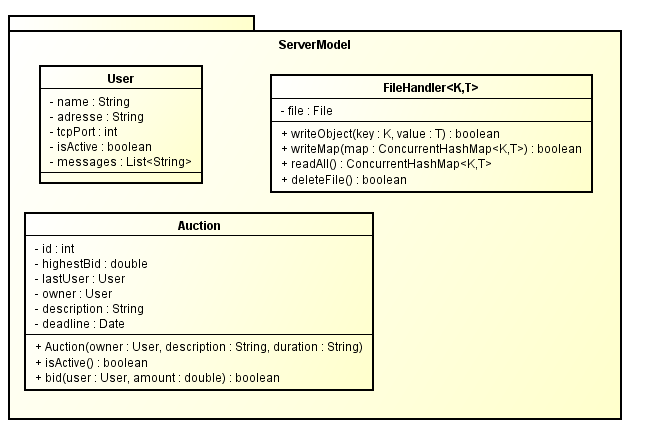 ServerModel
User
- name : String
- adresse : String
- tcpPort : int
- isActive : boolean
- messages : List<String>
FileHandler<K,T>
- file : File
+ writeObject(key : K, value : T) : boolean
+ writeMap(map : ConcurrentHashMap<K,T>) : boolean
+ readAll() : ConcurrentHashMap<K,T>
+ deleteFile() : boolean
Auction
- id : int
- highestBid : double
- lastUser : User
- owner : User
- description : String
- deadline : Date
+ Auction(owner : User, description : String, duration : String)
+ isActive() : boolean
+ bid(user : User, amount : double) : boolean